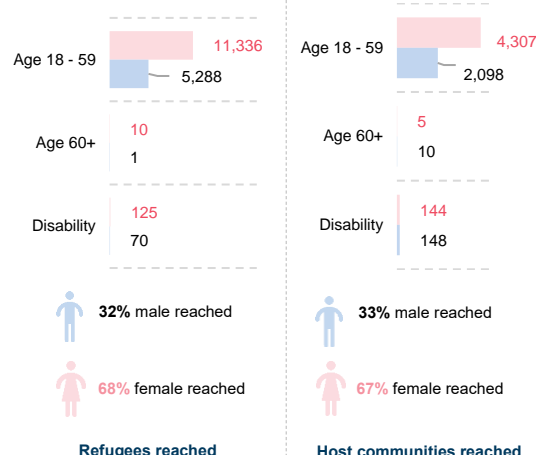 Age 18 - 59
11,336
5,288
Age 60+
10
1
Disability
125
70
32% male reached
68% female reached
Refugees reached
Age 18 - 59
4,307
2,098
Age 60+
5
10
Disability
144
148
33% male reached
67% female reached
Host communities reached